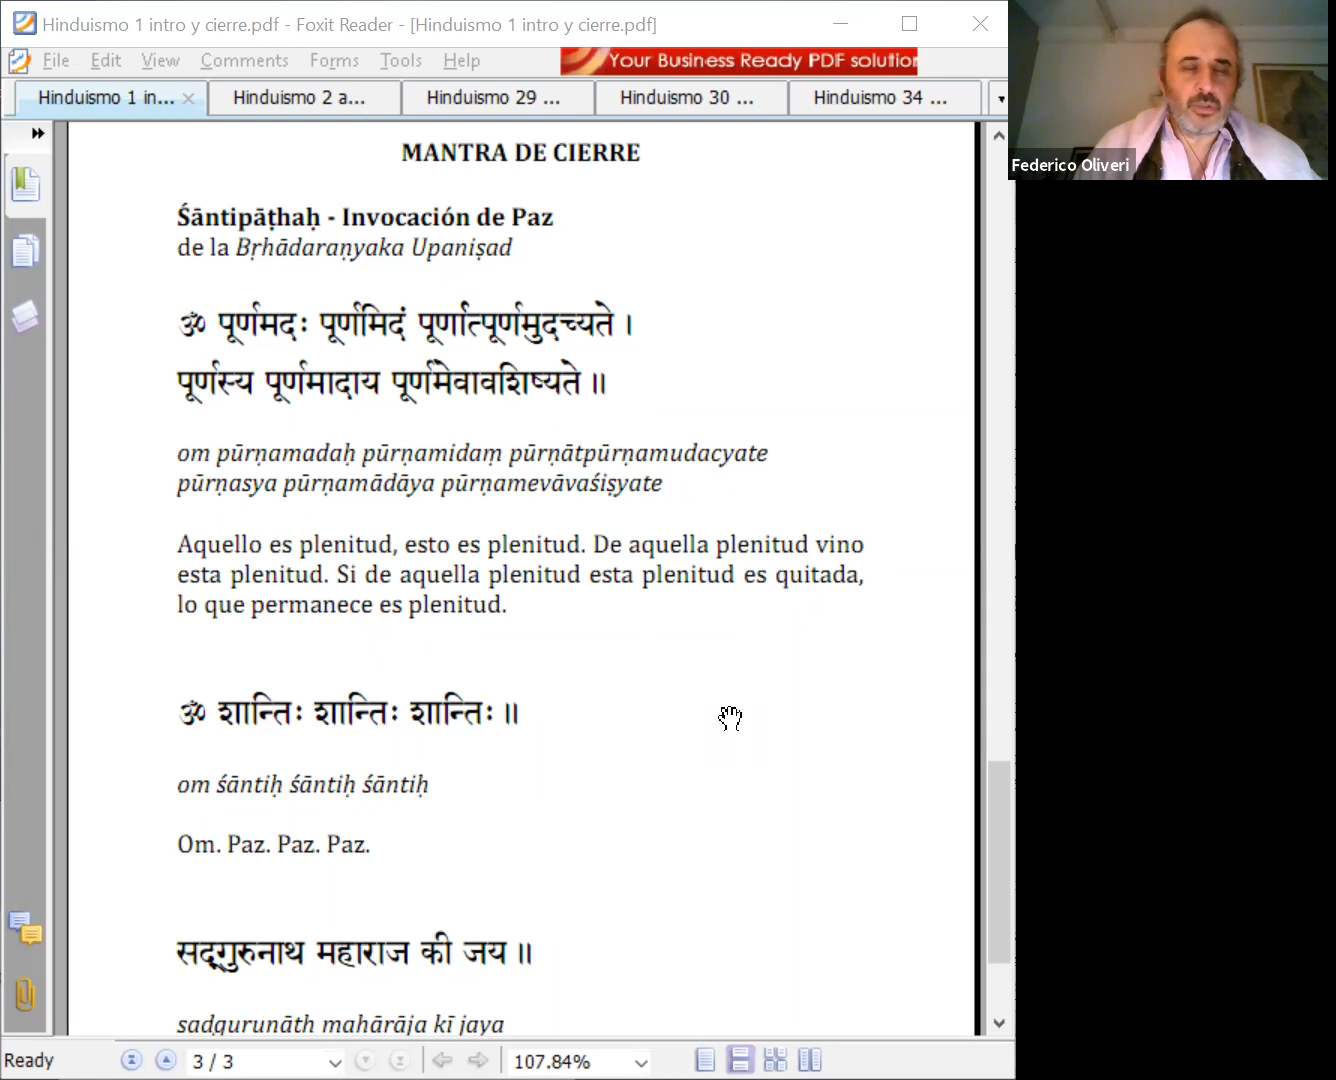 Hinduismo 1 intro y cierre.pdf - Foxit Reader - [Hinduismo 1 intro y cierre.pdf]
File Edit View Comments Forms Tools Help
Your Business Ready PDF solution
Hinduismo 1 in... Hinduismo 2 a... Hinduismo 29 ... Hinduismo 30 ... Hinduismo 34 ...
Federico Oliveri
MANTRA DE CIERRE
Śāntipāṭhaḥ - Invocación de Paz
de la Bṛhādaraṇyaka Upaniṣad
ॐ पूर्णमदः पूर्णमिदं पूर्णात्पूर्णमुदच्यते ।
पूर्णस्य पूर्णमादाय पूर्णमेवावशिष्यते ॥
om pūrṇamadaḥ pūrṇamidaṃ pūrṇātpūrṇamudacyate
pūrṇasya pūrṇamādāya pūrṇamevāvaśiṣyate
Aquello es plenitud, esto es plenitud. De aquella plenitud vino
esta plenitud. Si de aquella plenitud esta plenitud es quitada,
lo que permanece es plenitud.
ॐ शान्तिः शान्तिः शान्तिः ॥
om śāntiḥ śāntiḥ śāntiḥ
Om. Paz. Paz. Paz.
सद्गुरुनाथ महाराज की जय ॥
sadgurunāth mahārāja kī jaya
Ready 3 / 3 107.84%